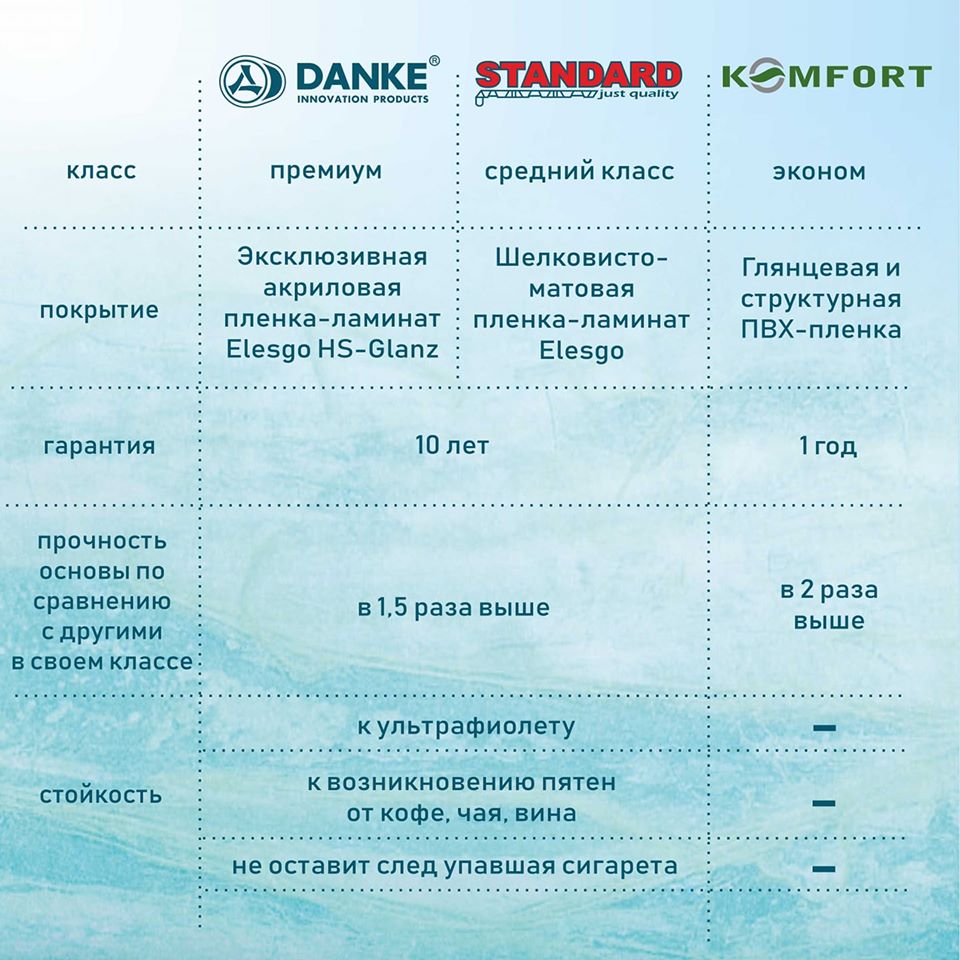 DANKE®
INNOVATION PRODUCTS
STANDARD
just quality
KOMFORT
класс
премиум
средний класс
эконом
покрытие
Эксклюзивная
акриловая
пленка-ламинат
Elesgo HS-Glanz
Шелковисто-
матовая
пленка-ламинат
Elesgo
Глянцевая и
структурная
ПВХ-пленка
гарантия
10 лет
1 год
прочность
основы по
сравнению
с другими
в своем классе
в 1,5 раза выше
в 2 раза
выше
стойкость
к ультрафиолету
–
к возникновению пятен
от кофе, чая, вина
–
не оставит след упавшая сигарета
–